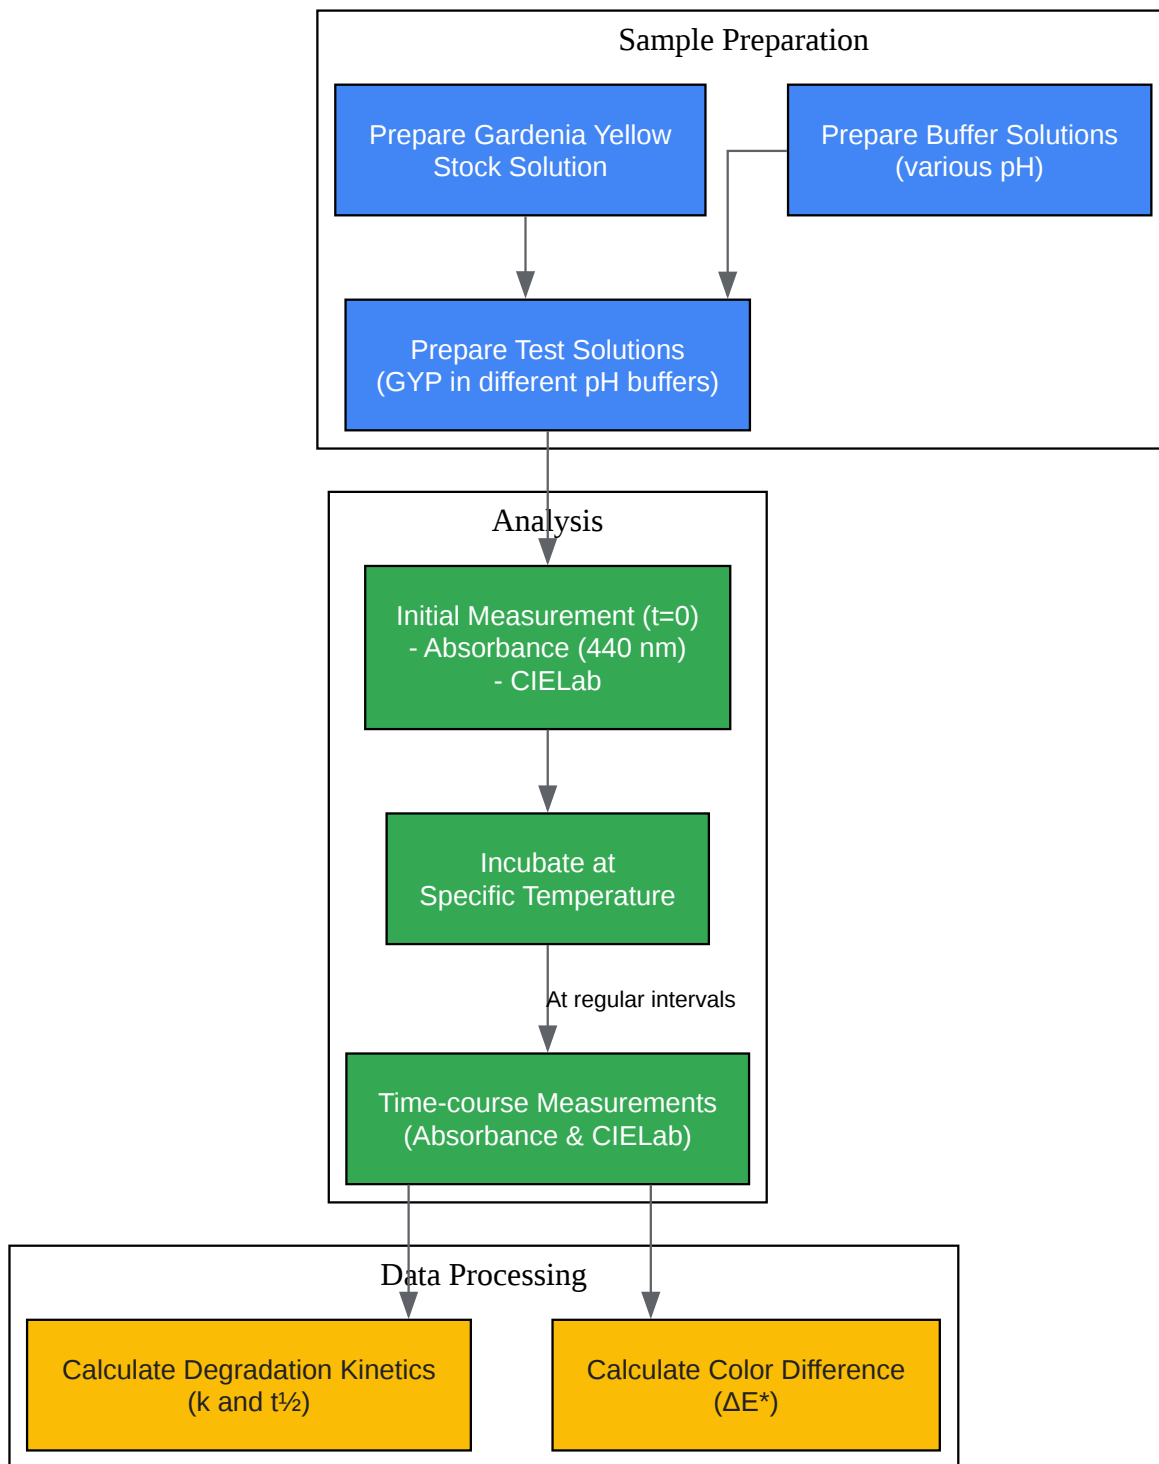 Sample Preparation
Prepare Gardenia Yellow
Stock Solution
Prepare Buffer Solutions
(various pH)
Prepare Test Solutions
(GYP in different pH buffers)
Analysis
Initial Measurement (t=0)
- Absorbance (440 nm)
- CIELab
Incubate at
Specific Temperature
At regular intervals
Time-course Measurements
(Absorbance & CIELab)
Data Processing
Calculate Degradation Kinetics
(k and t½)
Calculate Color Difference
(ΔE*)